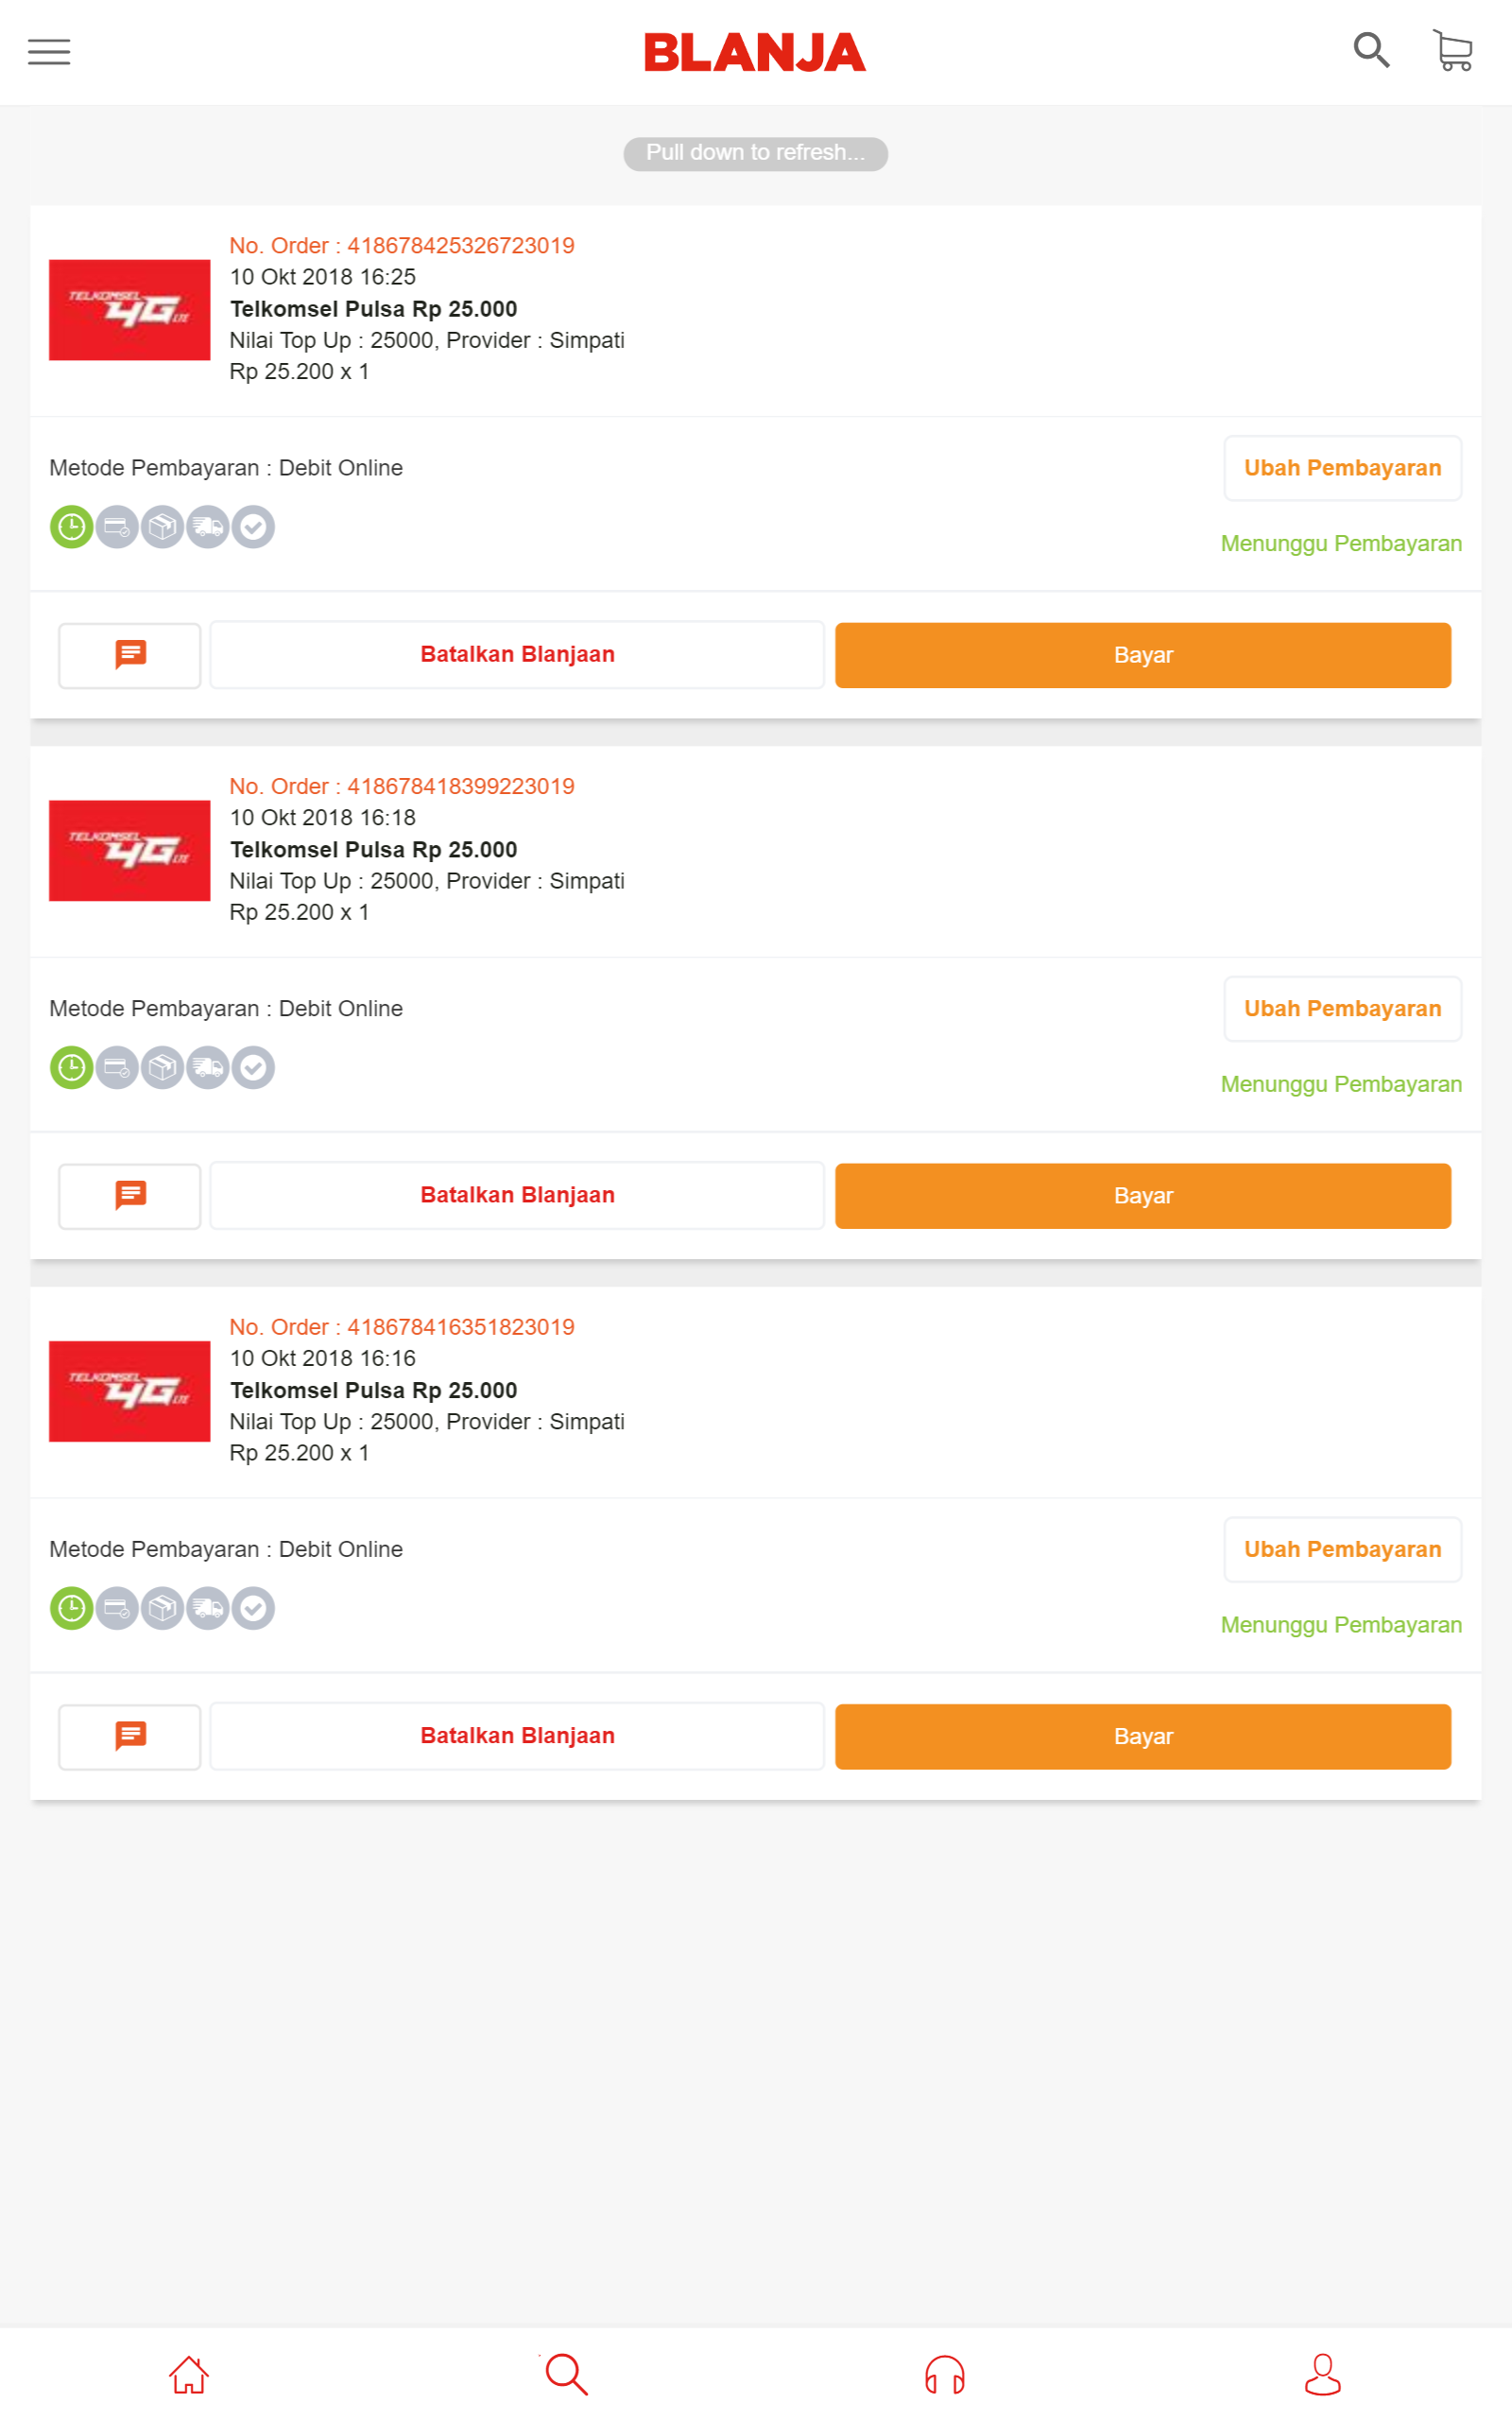 BLANJA
Pull down to refresh...
No. Order : 418678425326723019
10 Okt 2018 16:25
TELKOMSEL
4G LTE
Telkomsel Pulsa Rp 25.000
Nilai Top Up : 25000, Provider : Simpati
Rp 25.200 x 1
Metode Pembayaran : Debit Online
Ubah Pembayaran
Menunggu Pembayaran
Batalkan Blanjaan
Bayar
No. Order : 418678418399223019
10 Okt 2018 16:18
TELKOMSEL
4G LTE
Telkomsel Pulsa Rp 25.000
Nilai Top Up : 25000, Provider : Simpati
Rp 25.200 x 1
Metode Pembayaran : Debit Online
Ubah Pembayaran
Menunggu Pembayaran
Batalkan Blanjaan
Bayar
No. Order : 418678416351823019
10 Okt 2018 16:16
TELKOMSEL
4G LTE
Telkomsel Pulsa Rp 25.000
Nilai Top Up : 25000, Provider : Simpati
Rp 25.200 x 1
Metode Pembayaran : Debit Online
Ubah Pembayaran
Menunggu Pembayaran
Batalkan Blanjaan
Bayar